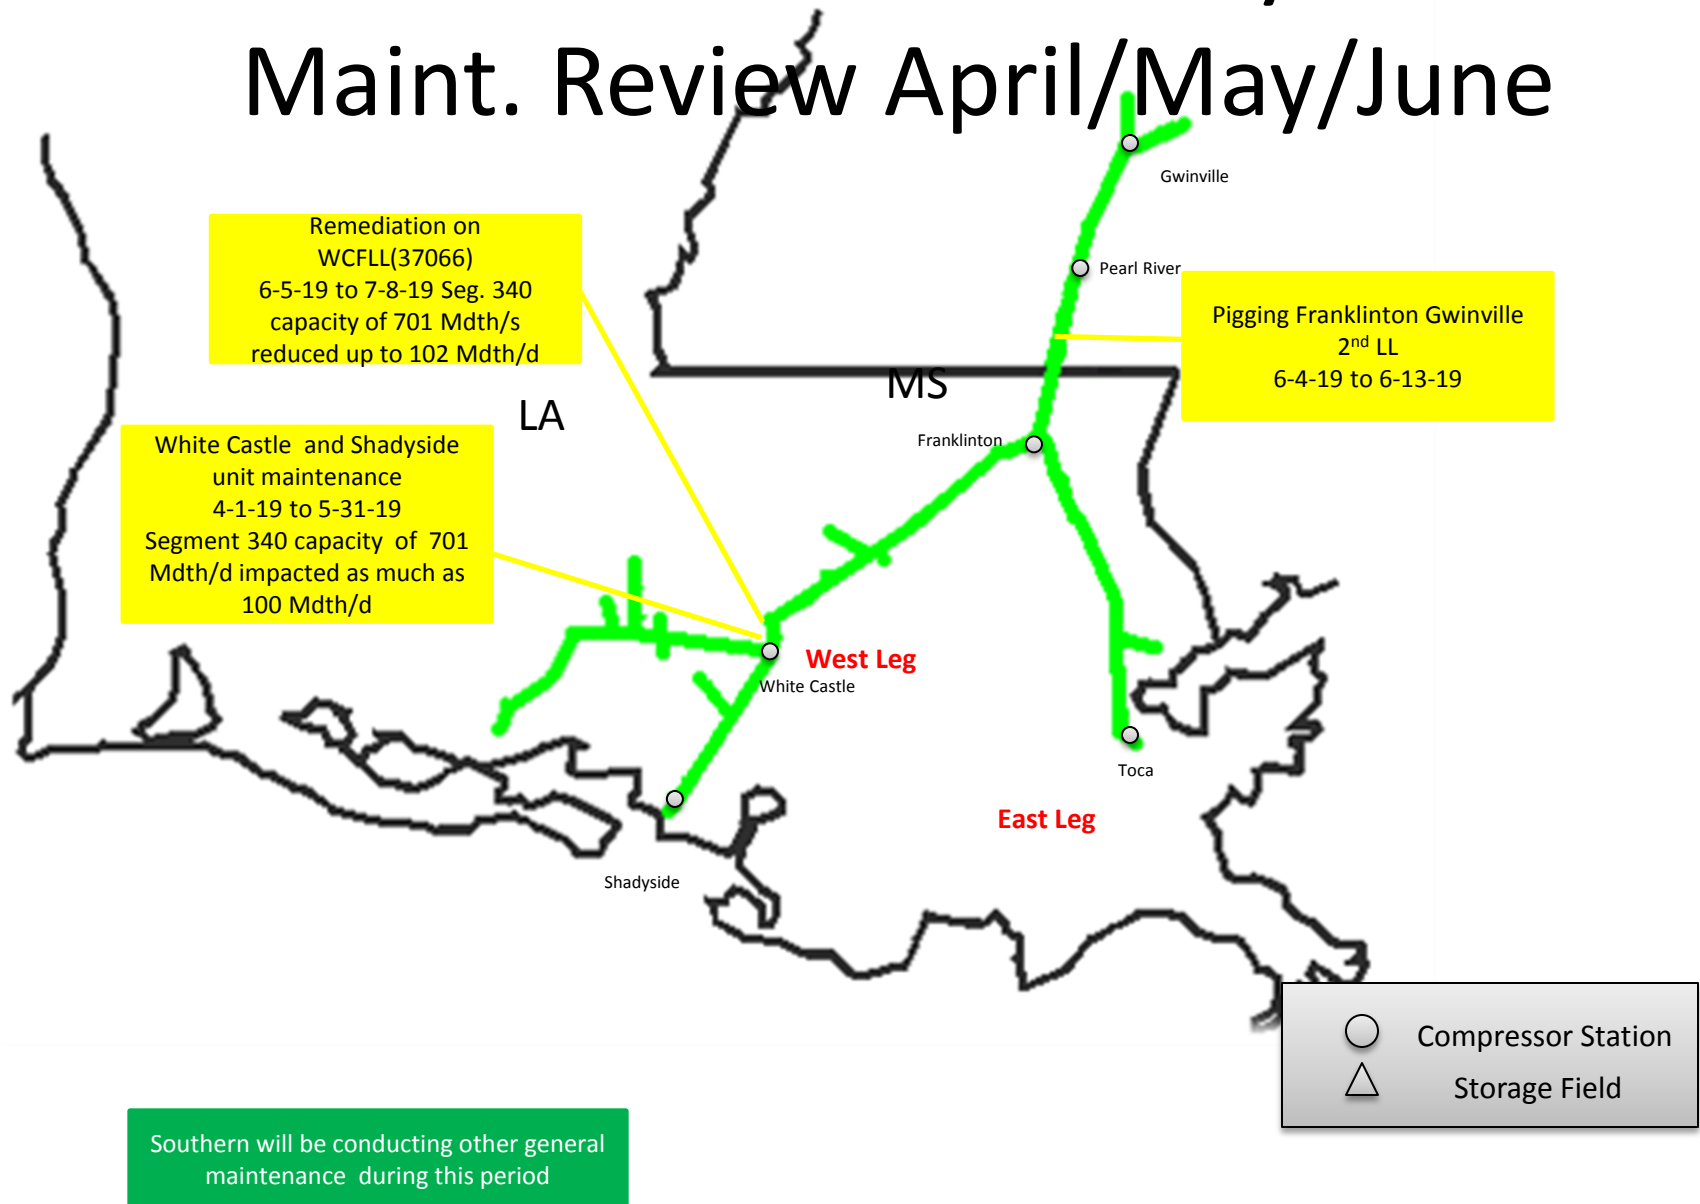 Maint. Review April/May/June
Gwinville
Remediation on
WCFLL(37066)
6-5-19 to 7-8-19 Seg. 340
capacity of 701 Mdth/s
reduced up to 102 Mdth/d
Pearl River
Pigging Franklinton Gwinville
2nd LL
6-4-19 to 6-13-19
MS
LA
Franklinton
White Castle and Shadyside
unit maintenance
4-1-19 to 5-31-19
Segment 340 capacity of 701
Mdth/d impacted as much as
100 Mdth/d
West Leg
White Castle
Toca
East Leg
Shadyside
Compressor Station
Storage Field
Southern will be conducting other general
maintenance during this period